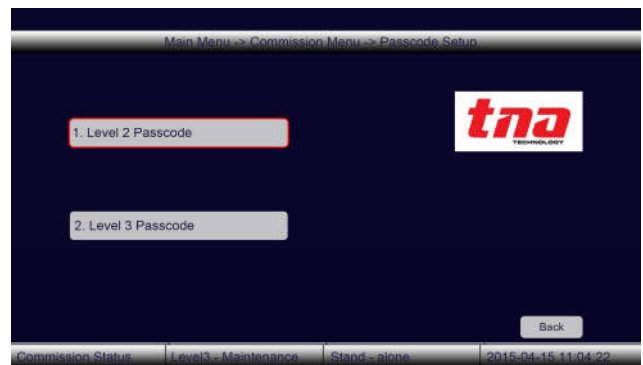 Main Menu -> Commission Menu -> Passcode Setup
tna
TECHNOLOGY
1. Level 2 Passcode
2. Level 3 Passcode
Back
Commission Status Level3 - Maintenance Stand - alone 2015-04-15 11:04:22